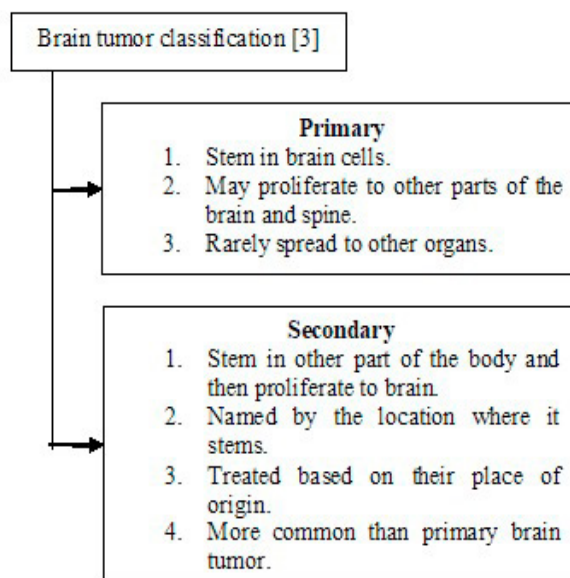 Brain tumor classification [3]
Primary
1. Stem in brain cells.
2. May proliferate to other parts of the
brain and spine.
3. Rarely spread to other organs.
Secondary
1. Stem in other part of the body and
then proliferate to brain.
2. Named by the location where it
stems.
3. Treated based on their place of
origin.
4. More common than primary brain
tumor.